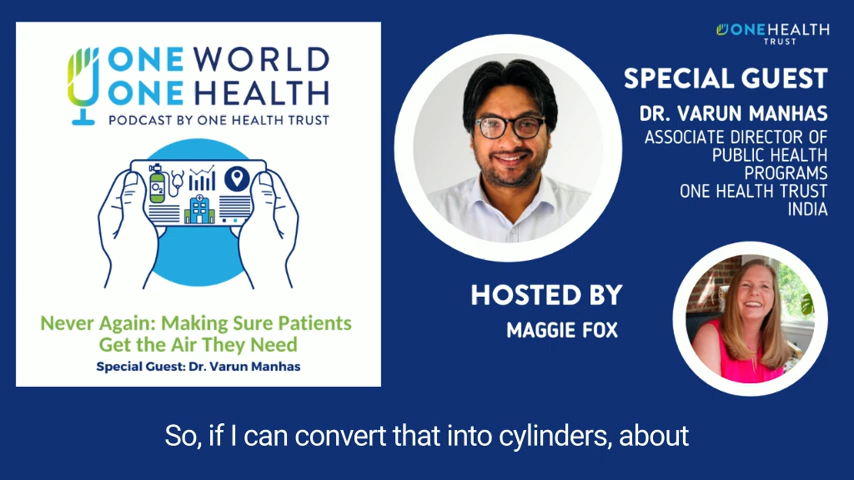 ONE WORLD
ONE HEALTH
PODCAST BY ONE HEALTH TRUST
Never Again: Making Sure Patients
Get the Air They Need
Special Guest: Dr. Varun Manhas
ONEHEALTH
TRUST
SPECIAL GUEST
DR. VARUN MANHAS
ASSOCIATE DIRECTOR OF
PUBLIC HEALTH
PROGRAMS
ONE HEALTH TRUST
INDIA
HOSTED BY
MAGGIE FOX
So, if I can convert that into cylinders, about